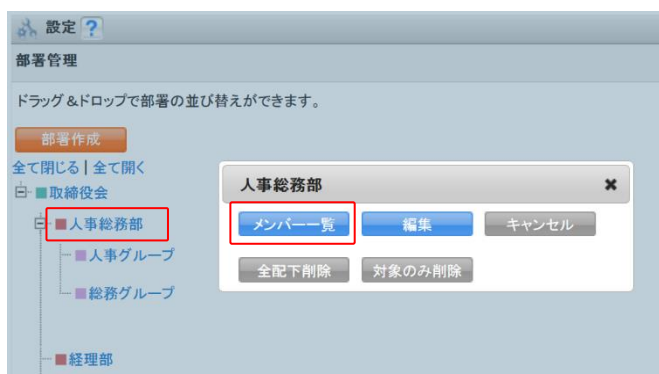 設定 ?
部署管理
ドラッグ&ドロップで部署の並び替えができます。
部署作成
全て閉じる | 全て開く
取締役会
人事総務部
人事グループ
総務グループ
経理部
人事総務部 ✖
メンバー一覧 編集 キャンセル
全配下削除 対象のみ削除